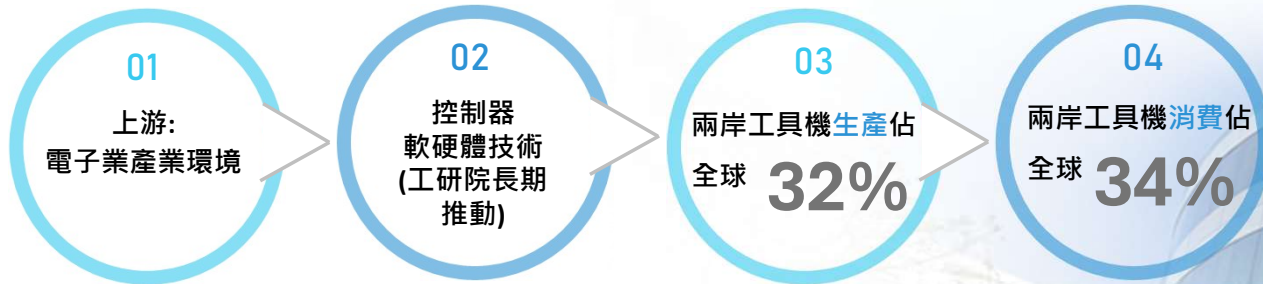 01
上游:
電子業產業環境
02
控制器
軟硬體技術
(工研院長期
推動)
03
兩岸工具機生產佔
全球 32%
04
兩岸工具機消費佔
全球 34%